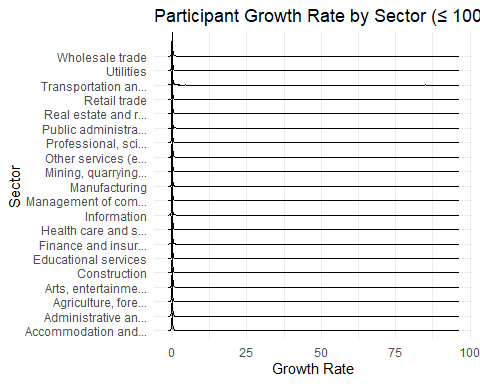 Participant Growth Rate by Sector (≤ 100
Sector
Wholesale trade
Utilities
Transportation an...
Retail trade
Real estate and r...
Public administra...
Professional, sci...
Other services (e...
Mining, quarrying...
Manufacturing
Management of com...
Information
Health care and s...
Finance and insur...
Educational services
Construction
Arts, entertainme...
Agriculture, fore...
Administrative an...
Accommodation and...
0 25 50 75 100
Growth Rate